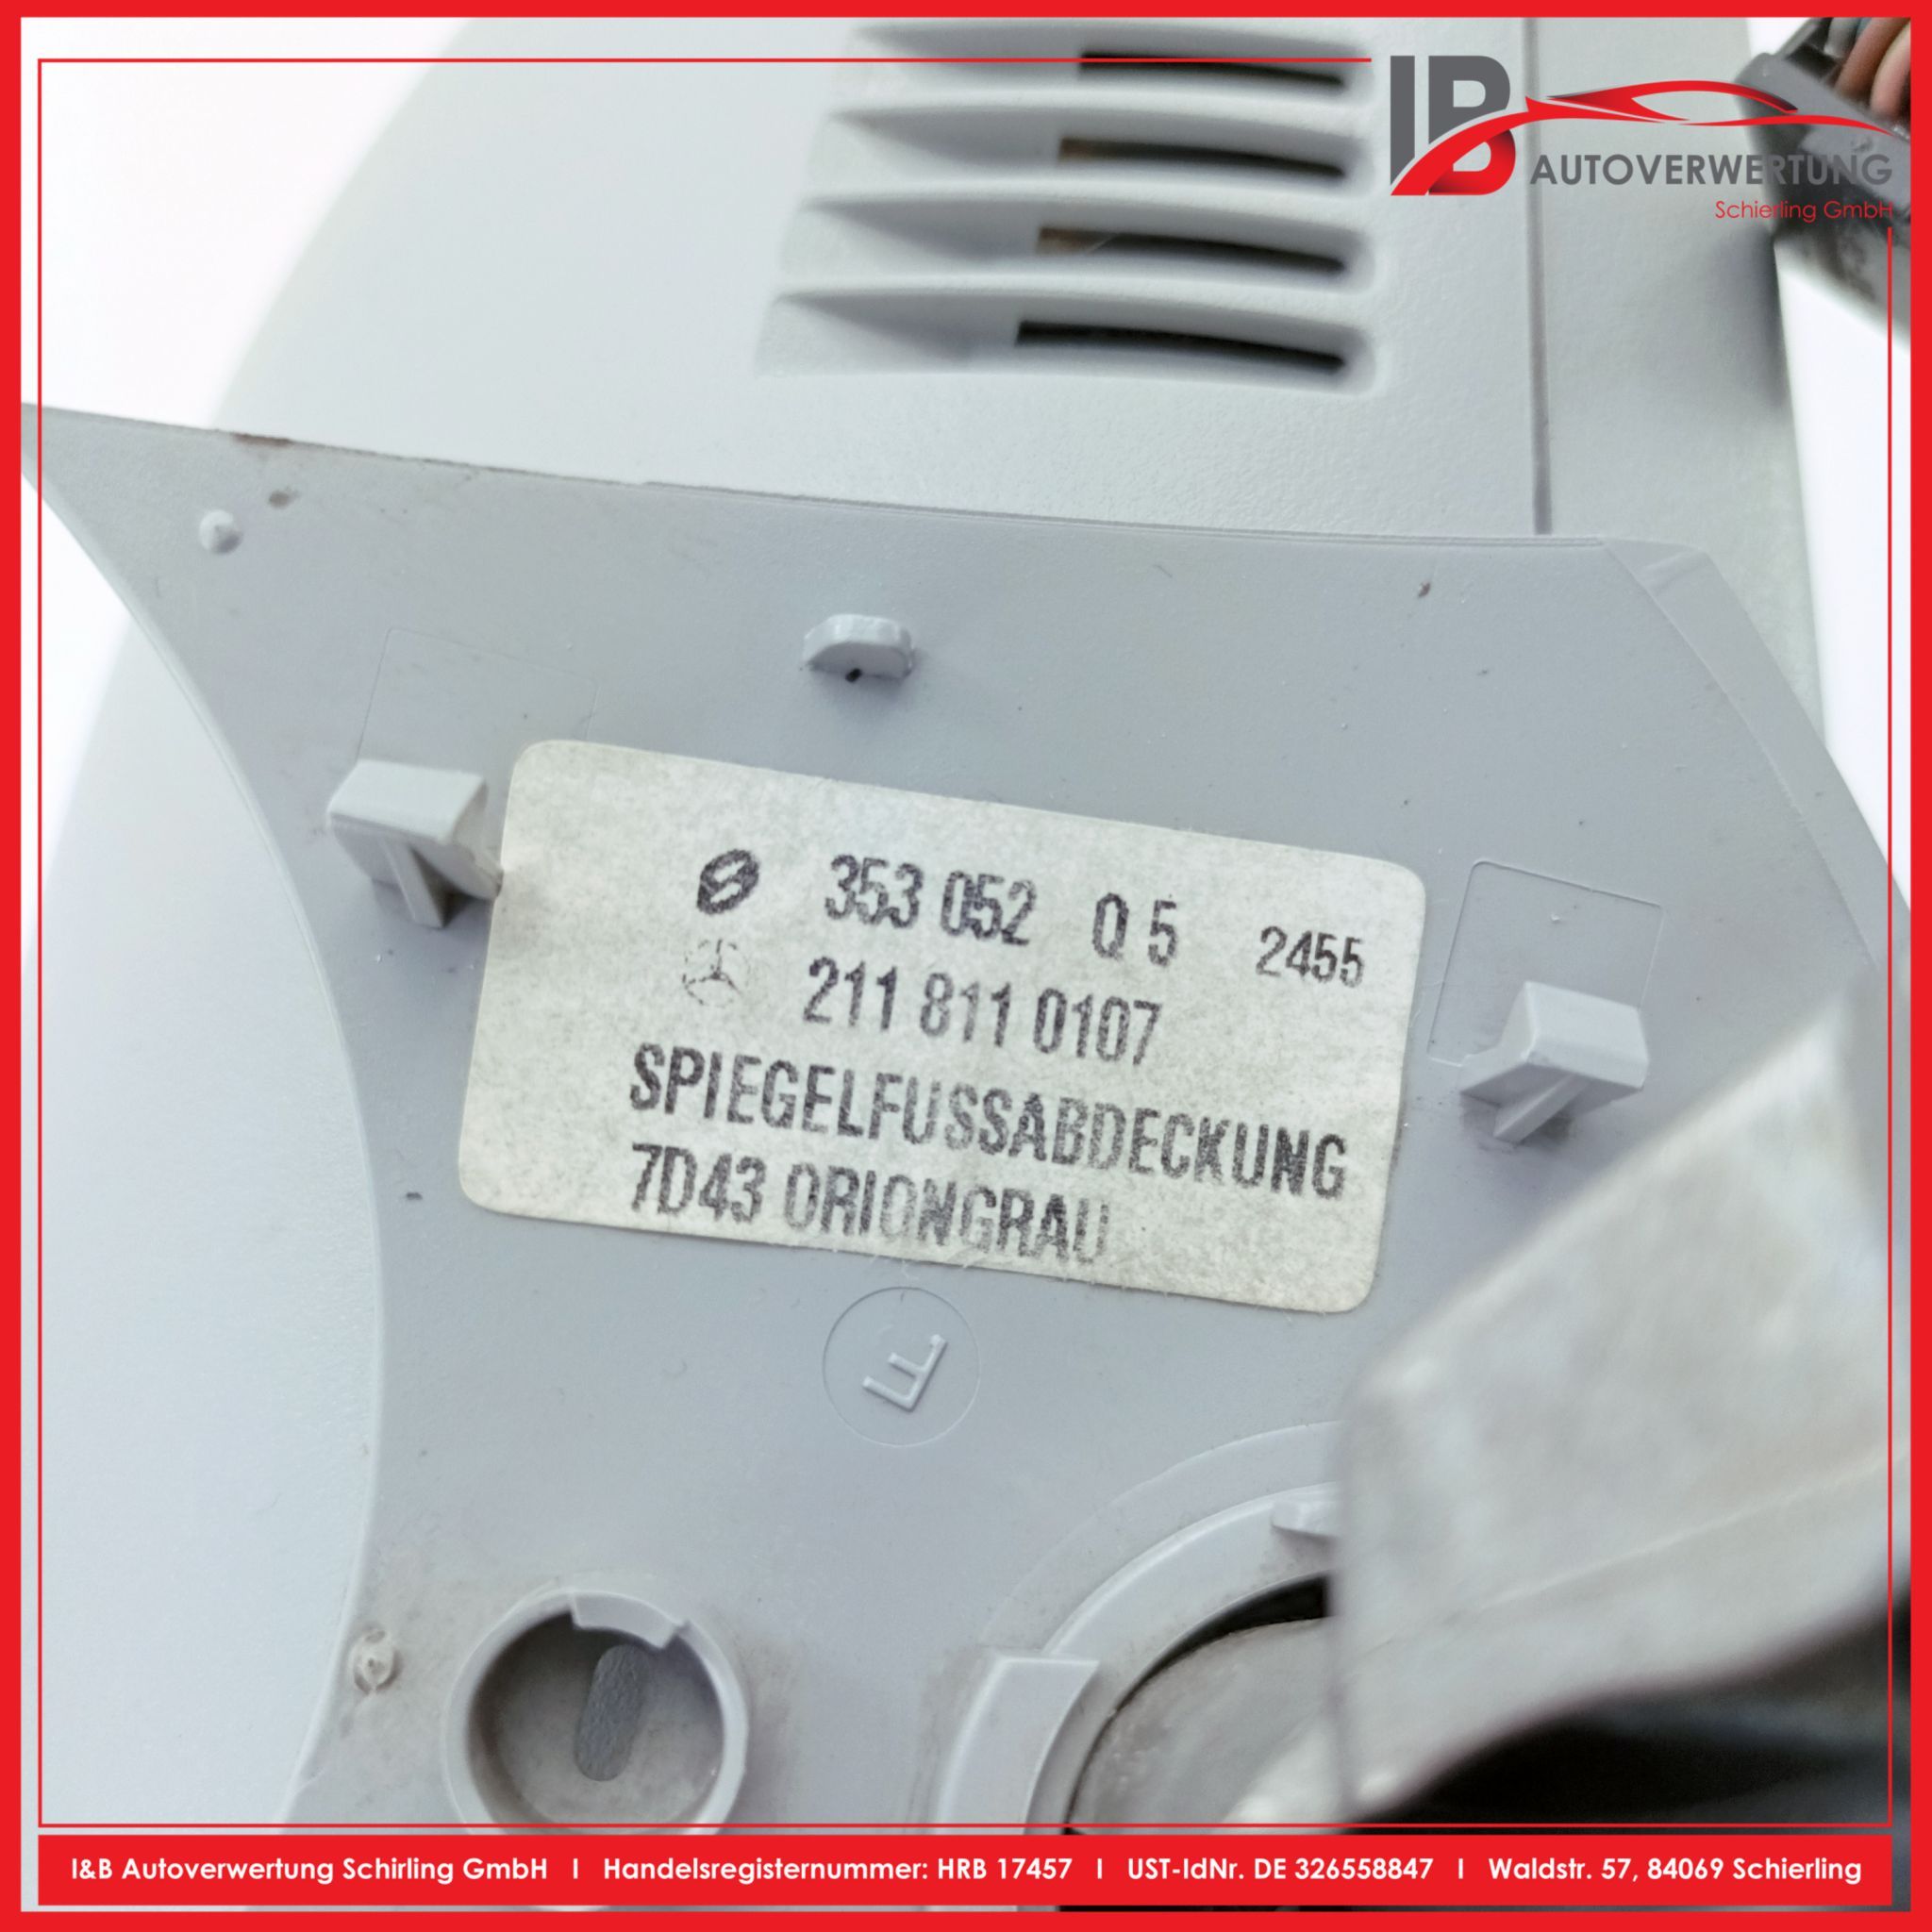 IB
AUTOVERWERTUNG
Schierling GmbH
353 052 05 2455
211 811 0107
SPIEGELFUSSABDECKUNG
7D43 ORIONGRAU
F
I&B Autoverwertung Schirling GmbH I Handelsregisternummer: HRB 17457 I UST-IdNr. DE 326558847 I Waldstr. 57, 84069 Schierling